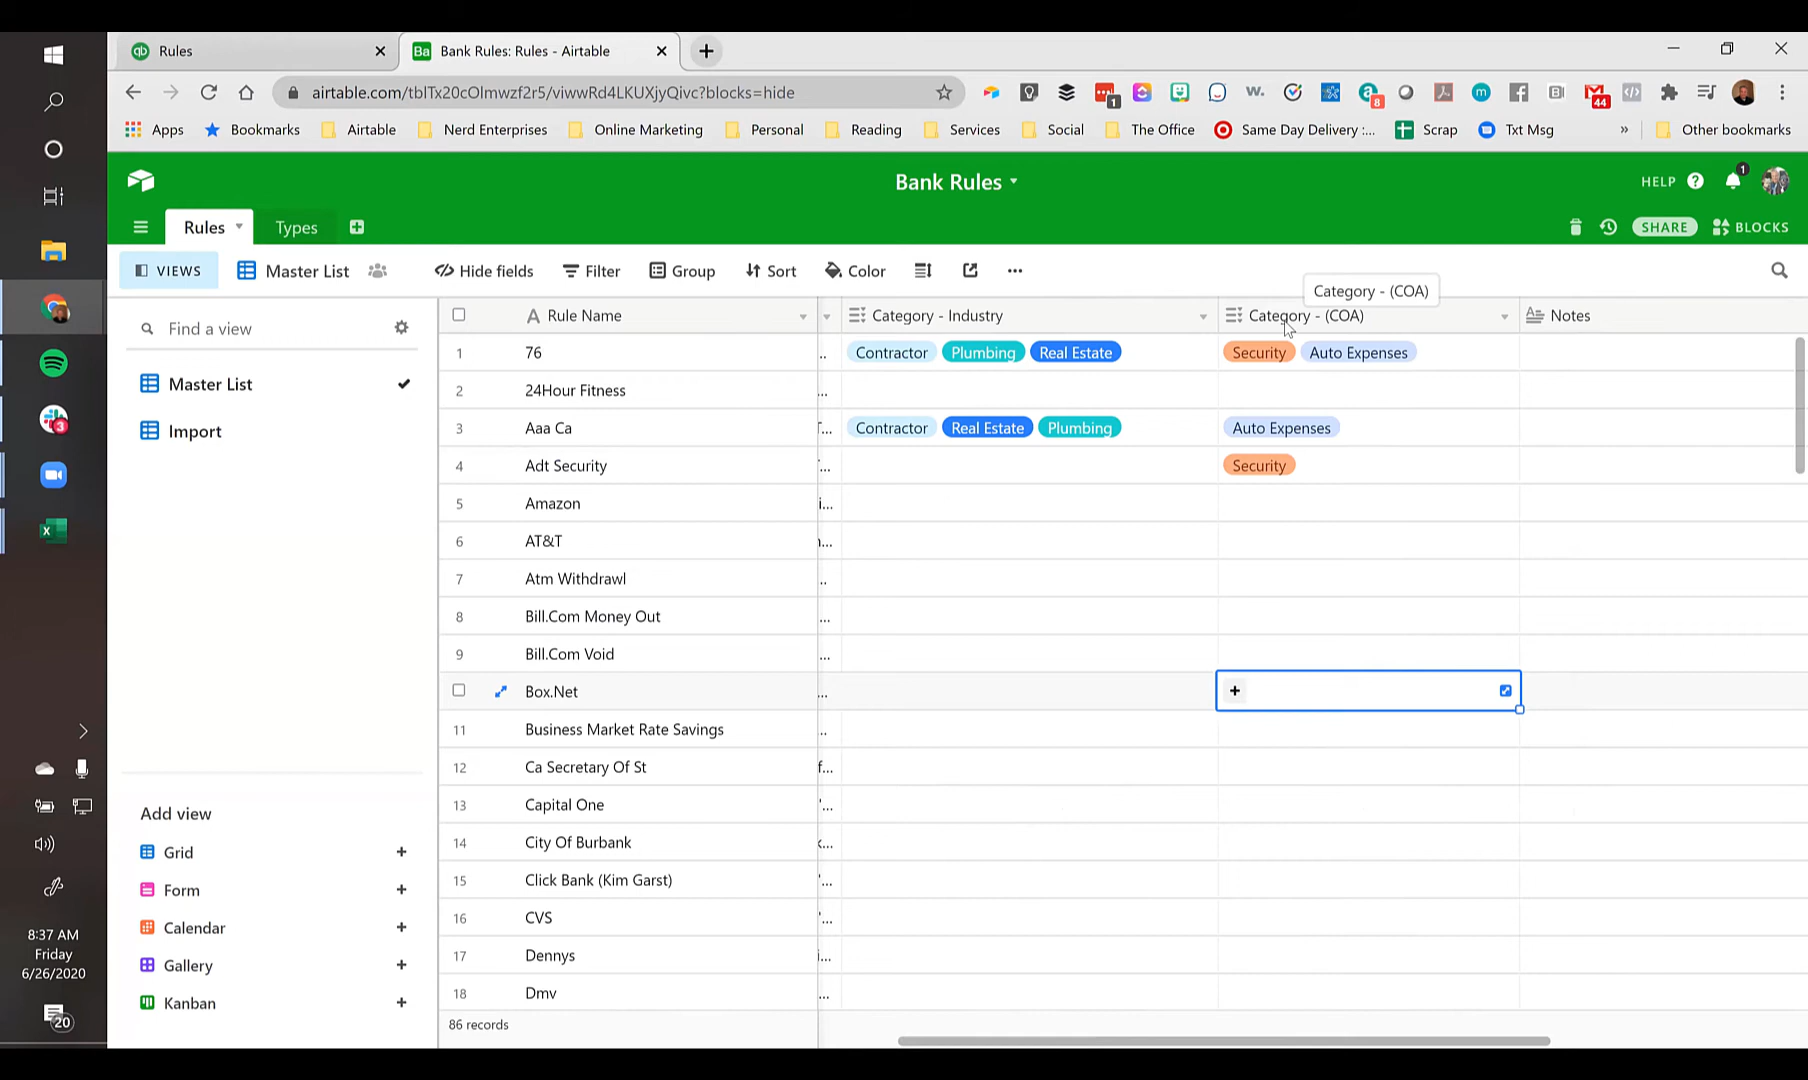 Rules
Ba Bank Rules: Rules - Airtable
airtable.com/tblTx20cOlmwzf2r5/viwwRd4LKUXjyQivc?blocks=hide
1
8
44
Apps Bookmarks Airtable Nerd Enterprises Online Marketing Personal Reading Services Social The Office Same Day Delivery :... Scrap Txt Msg » Other bookmarks
Bank Rules
HELP ? 1
Rules Types
SHARE BLOCKS
VIEWS Master List Hide fields Filter Group Sort Color
Category - (COA)
Find a view
Master List
Import
Rule Name Category - Industry Category - (COA) Notes
1 76 .. Contractor Plumbing Real Estate Security Auto Expenses
2 24Hour Fitness ...
3 Aaa Ca ... Contractor Real Estate Plumbing Auto Expenses
4 Adt Security ... Security
5 Amazon i...
6 AT&T ...
7 Atm Withdrawl ..
8 Bill.Com Money Out ...
9 Bill.Com Void ...
Box.Net ... +
11 Business Market Rate Savings ..
12 Ca Secretary Of St f...
13 Capital One '...
14 City Of Burbank ...
15 Click Bank (Kim Garst) '...
16 CVS '...
17 Dennys i...
18 Dmv ...
86 records
Add view
Grid +
Form +
Calendar +
Gallery +
Kanban +
3
8:37 AM
Friday
6/26/2020
20